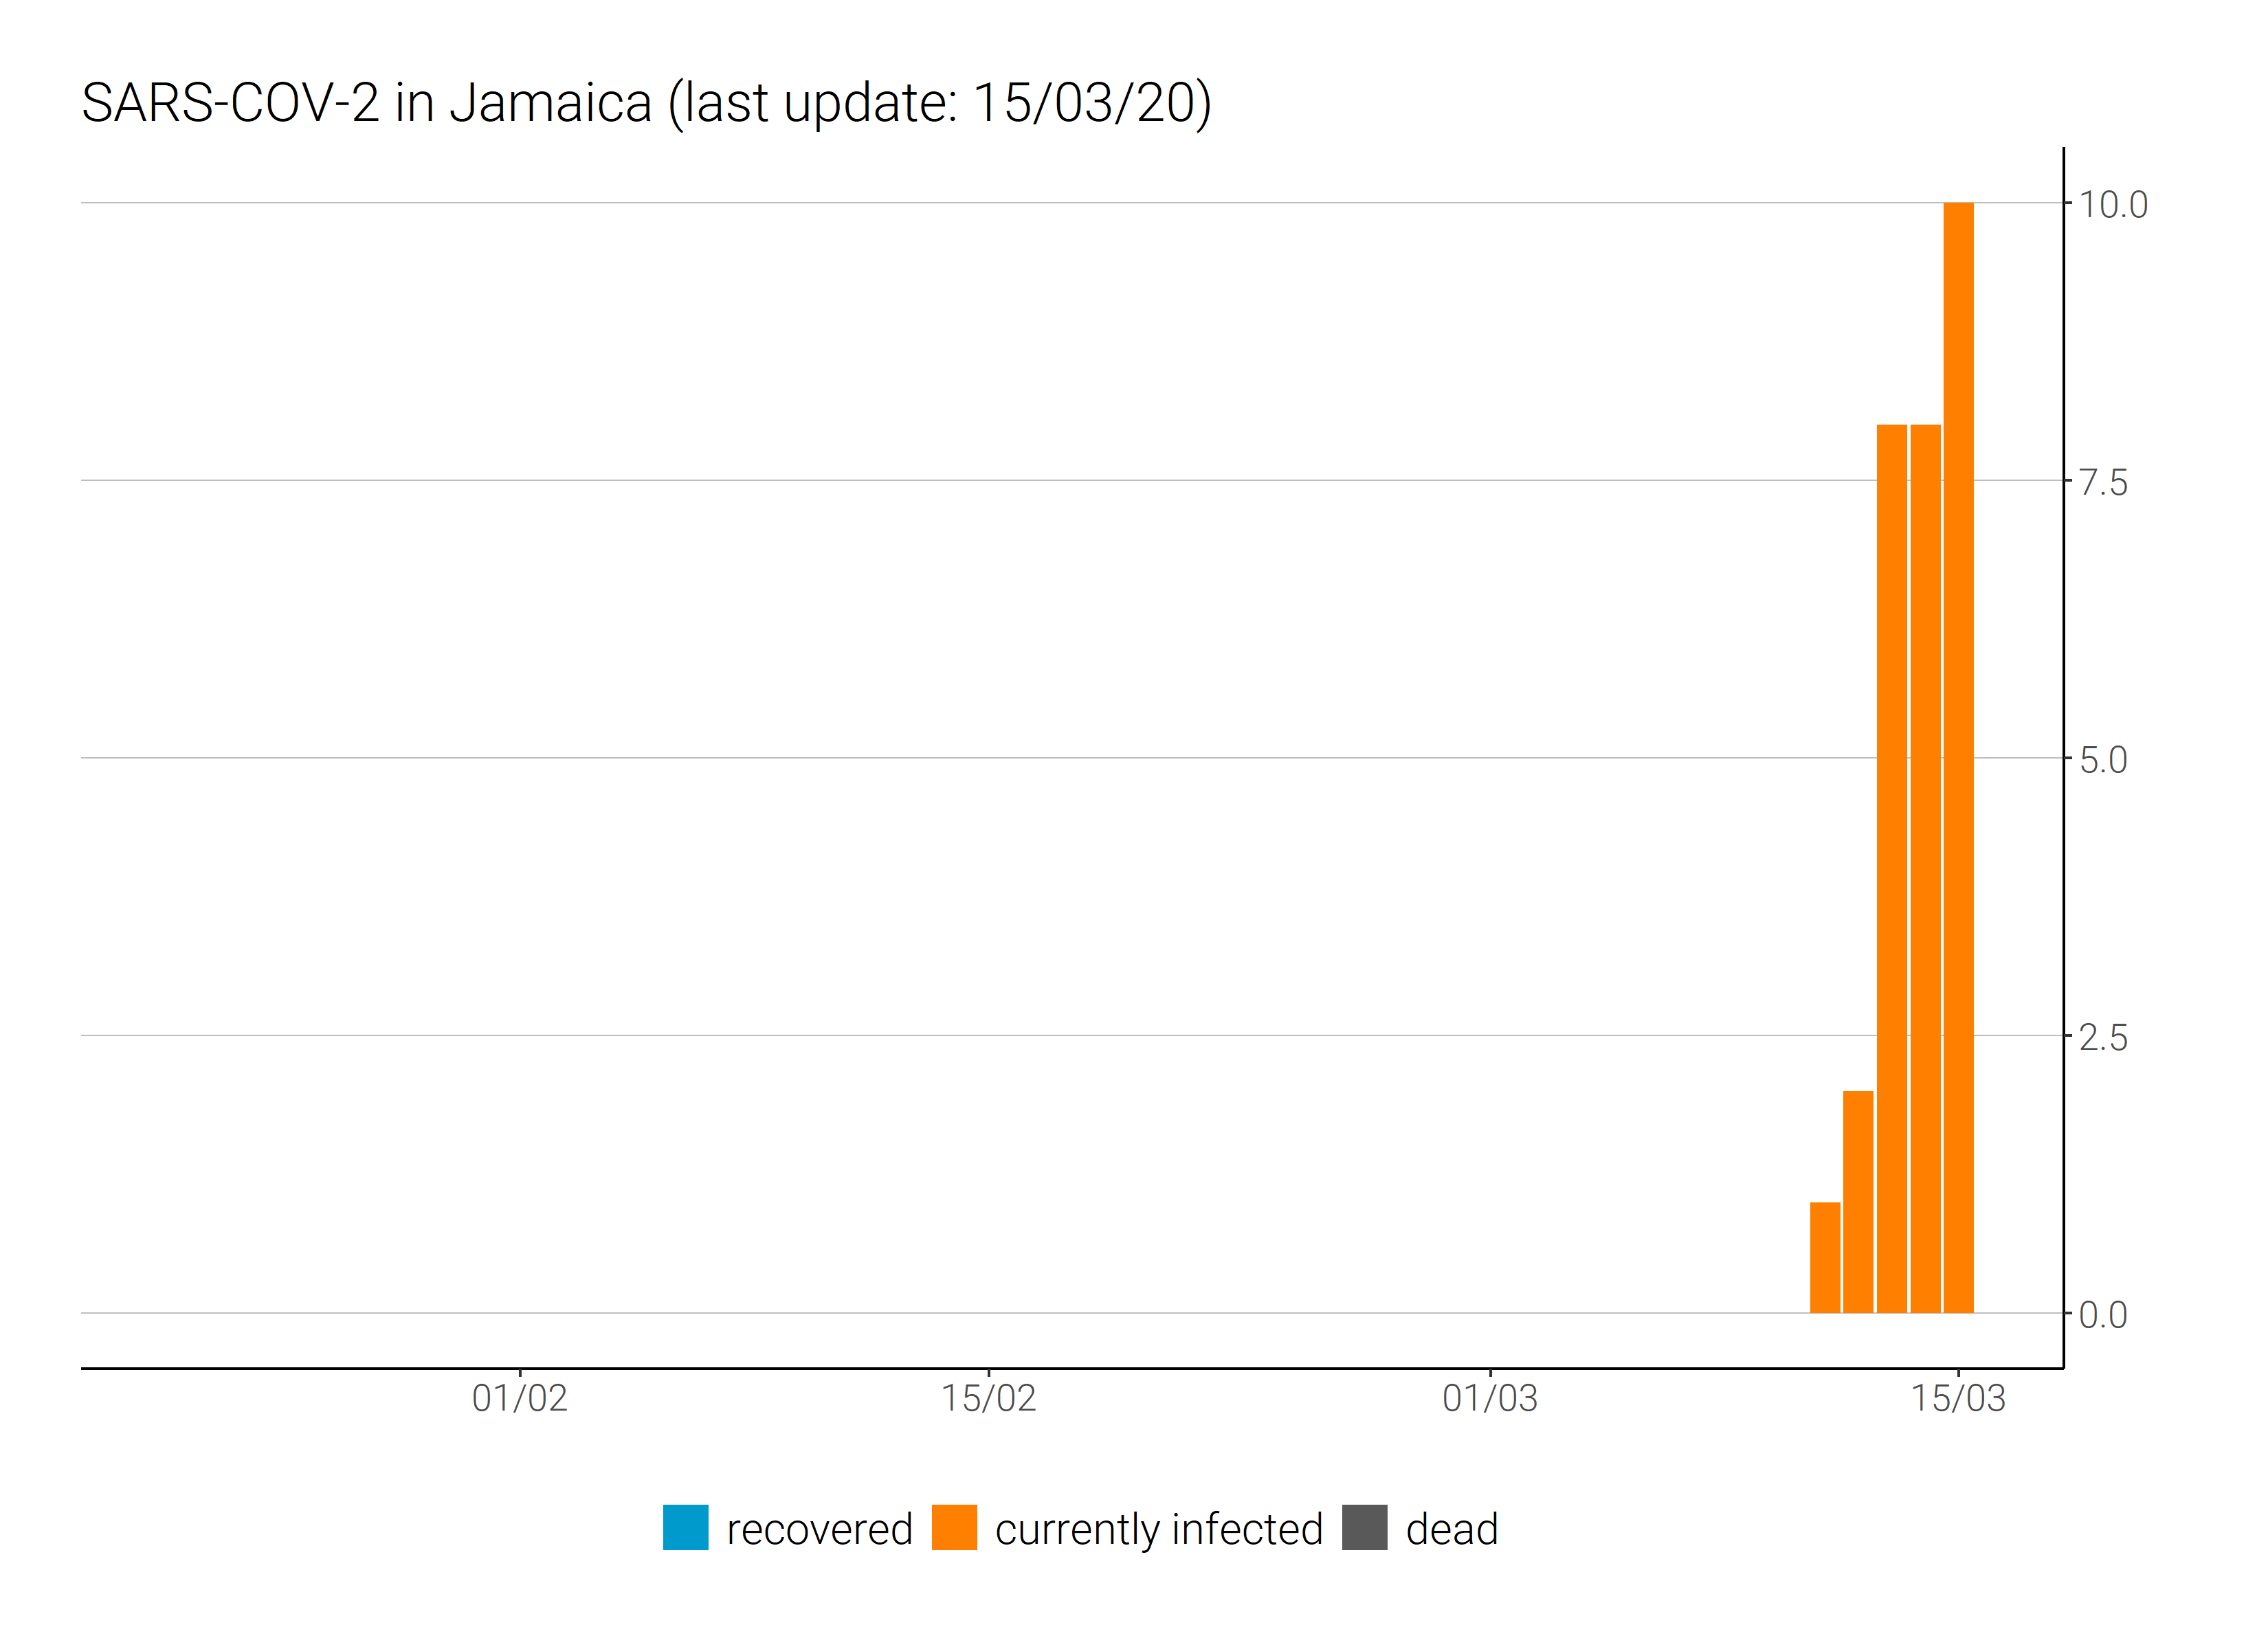 SARS-COV-2 in Jamaica (last update: 15/03/20)
10.0
7.5
5.0
2.5
0.0
01/02 15/02 01/03 15/03
recovered currently infected dead